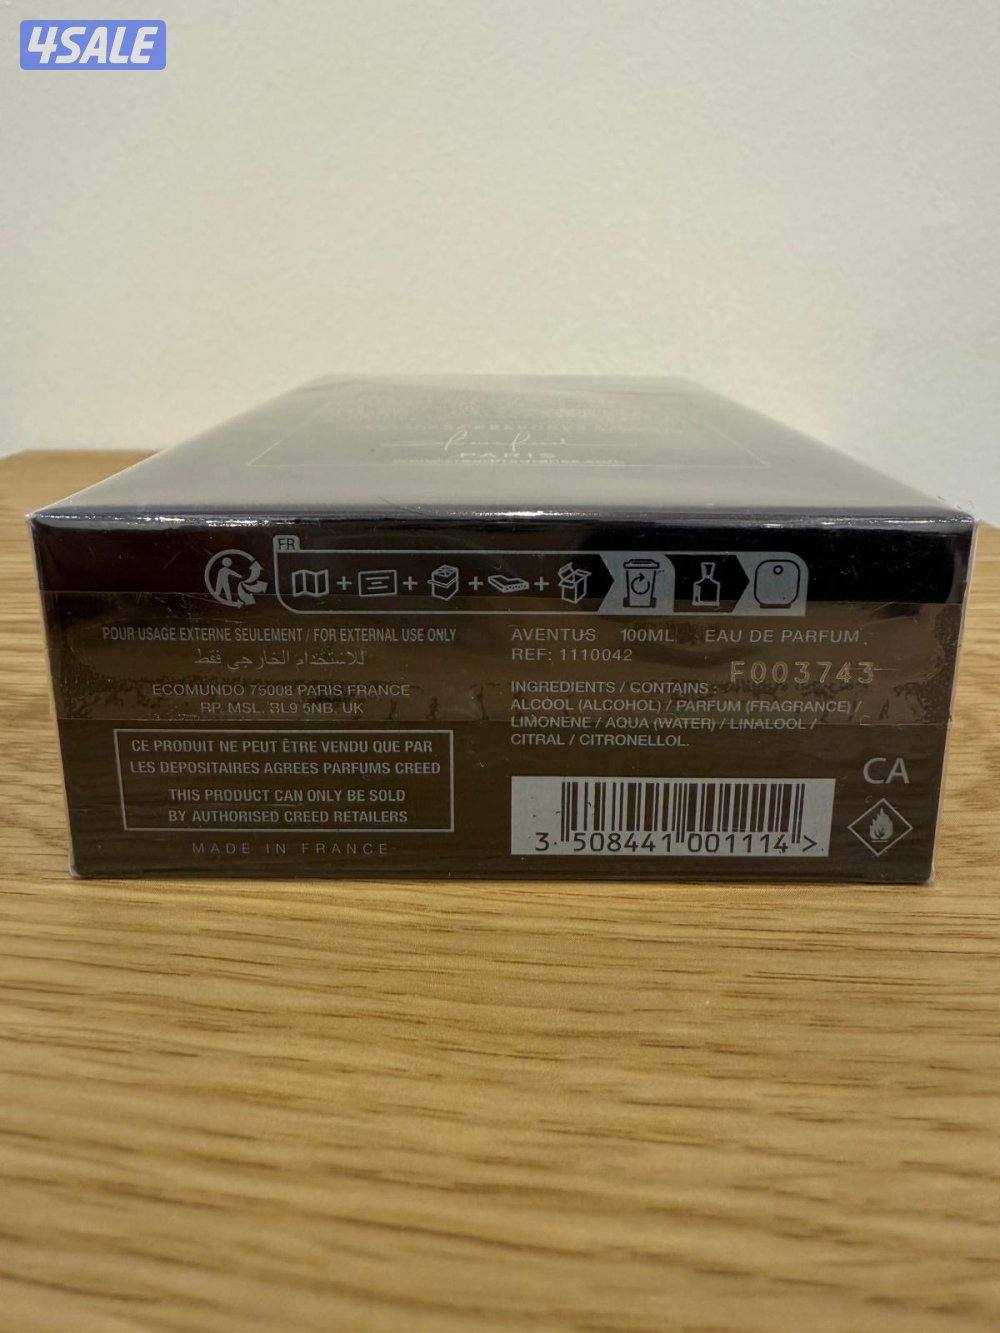 4SALE
PARIS
FR
POUR USAGE EXTERNE SEULEMENT / FOR EXTERNAL USE ONLY
للاستخدام الخارجي فقط
ECOMUNDO 75008 PARIS FRANCE
RP. MSL. BL9 5NB. UK
CE PRODUIT NE PEUT ÊTRE VENDU QUE PAR
LES DEPOSITAIRES AGREES PARFUMS CREED
THIS PRODUCT CAN ONLY BE SOLD
BY AUTHORISED CREED RETAILERS
MADE IN FRANCE
AVENTUS 100ML EAU DE PARFUM
REF: 1110042
F003743
INGREDIENTS / CONTAINS :
ALCOOL (ALCOHOL) / PARFUM (FRAGRANCE) /
LIMONENE / AQUA (WATER) / LINALOOL /
CITRAL / CITRONELLOL.
CA
3 508441 001114 >